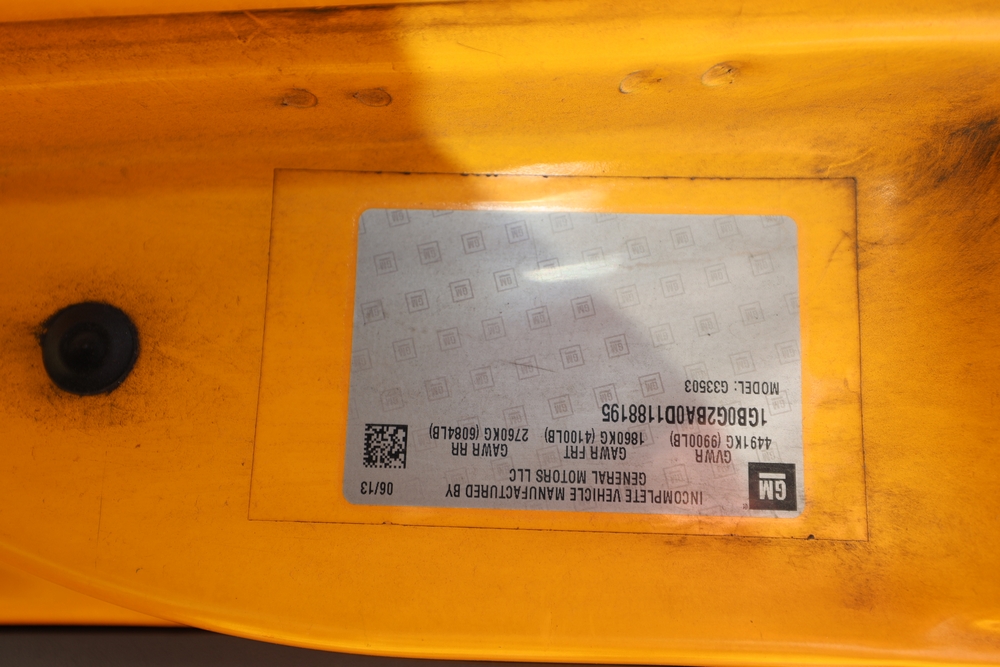 GM
INCOMPLETE VEHICLE MANUFACTURED BY
GENERAL MOTORS LLC
06/13
GVWR GAWR FRT GAWR RR
4491KG (9900LB) 1860KG (4100LB) 2760KG (6084LB)
1GB0G2BA0D1188195
MODEL: G33503